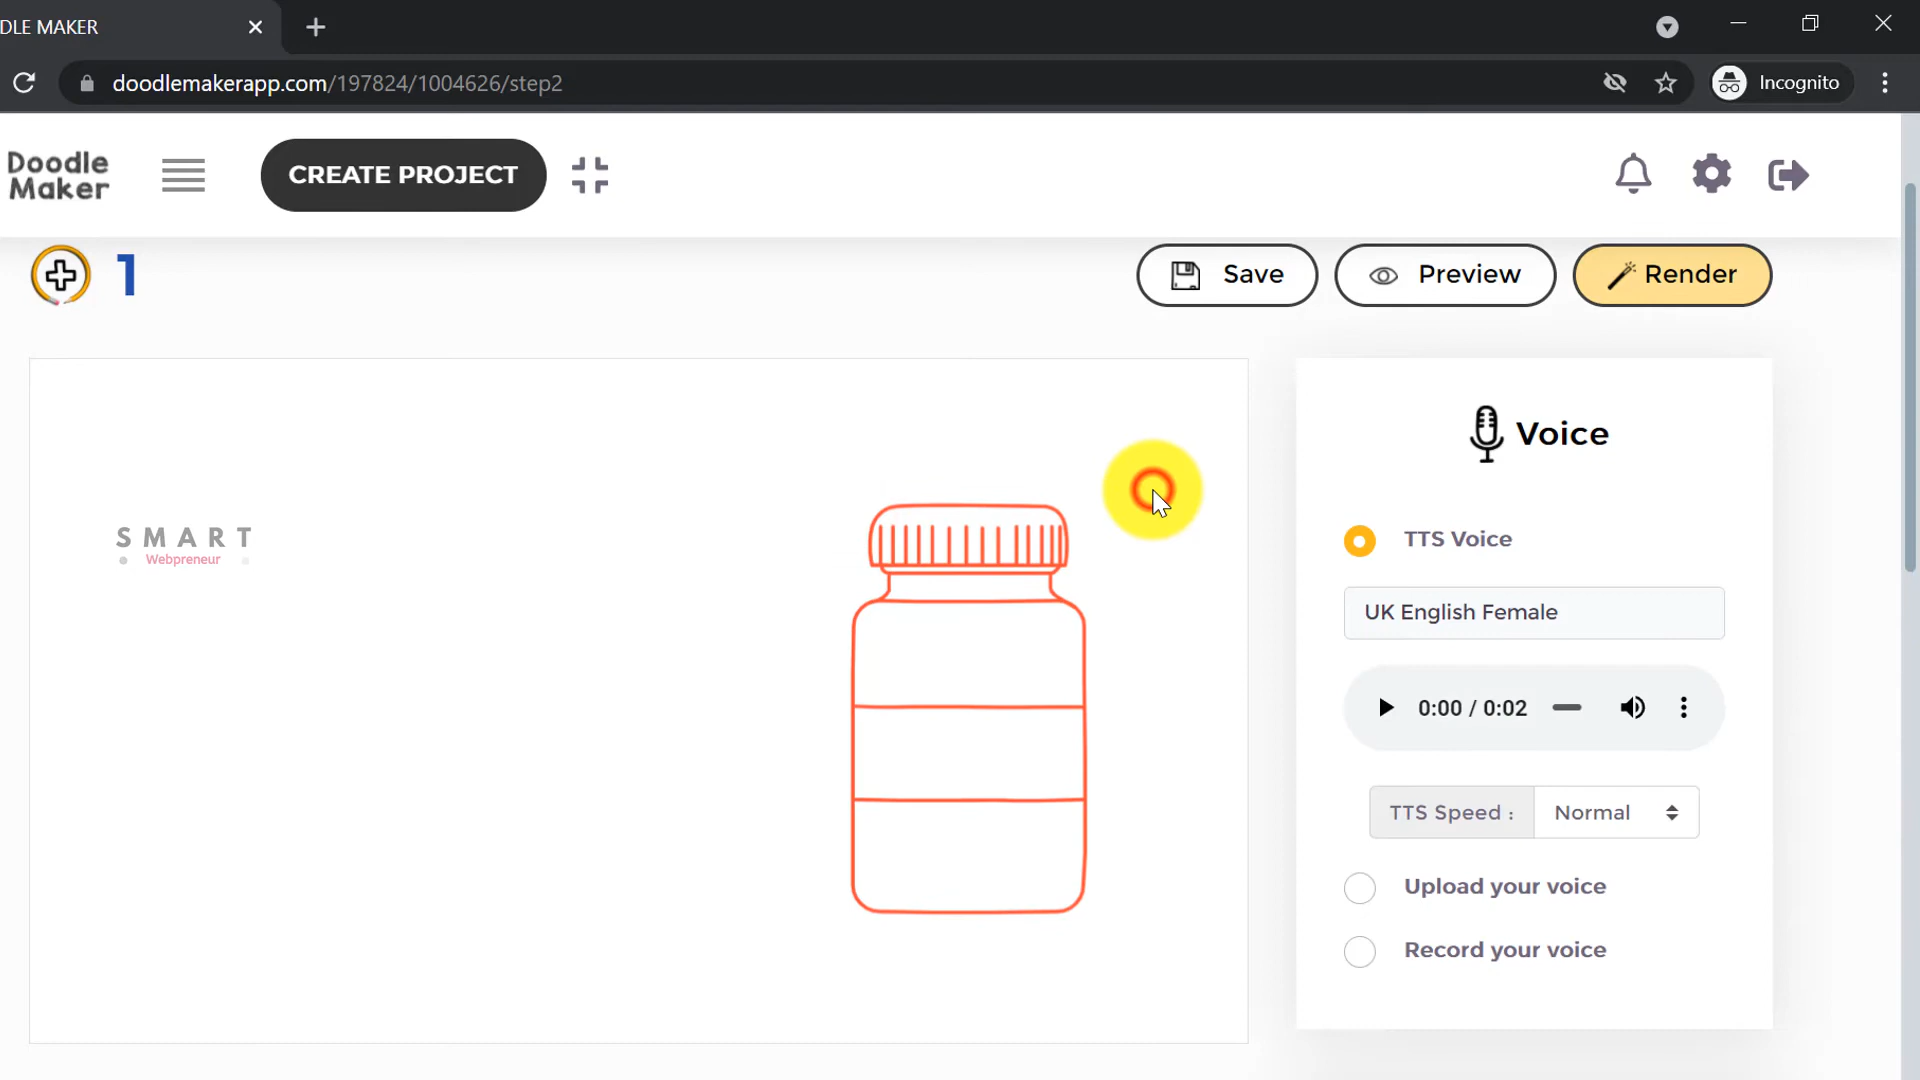 DLE MAKER
doodlemakerapp.com/197824/1004626/step2
Incognito
Doodle
Maker
CREATE PROJECT
1
Save
Preview
Render
SMART
Webpreneur
Voice
TTS Voice
UK English Female
0:00 / 0:02
TTS Speed :
Normal
Upload your voice
Record your voice